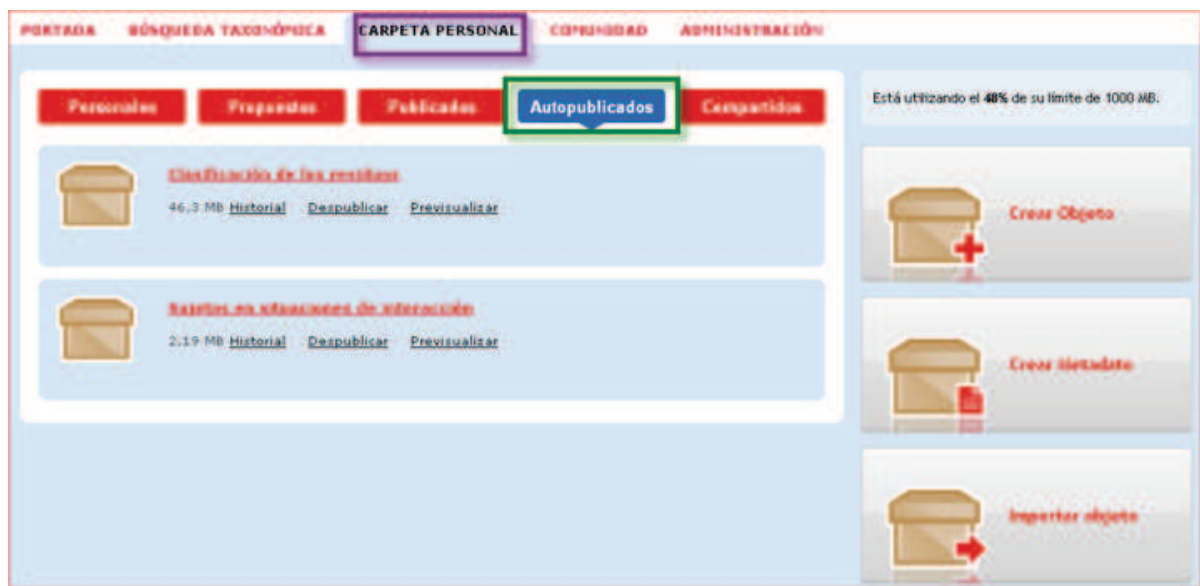 PORTADA BÚSQUEDA TAXONÓMICA CARPETA PERSONAL COMUNIDAD ADMINISTRACIÓN
Personales Propuestos Publicados Autopublicados Compartidos
Está utilizando el 48% de su límite de 1000 MB.
Clasificación de los residuos
46.3 MB Historial Despublicar Previsualizar
Crear Objeto
Sujetos en situaciones de interacción
2.19 MB Historial Despublicar Previsualizar
Crear Metadato
Importar objeto